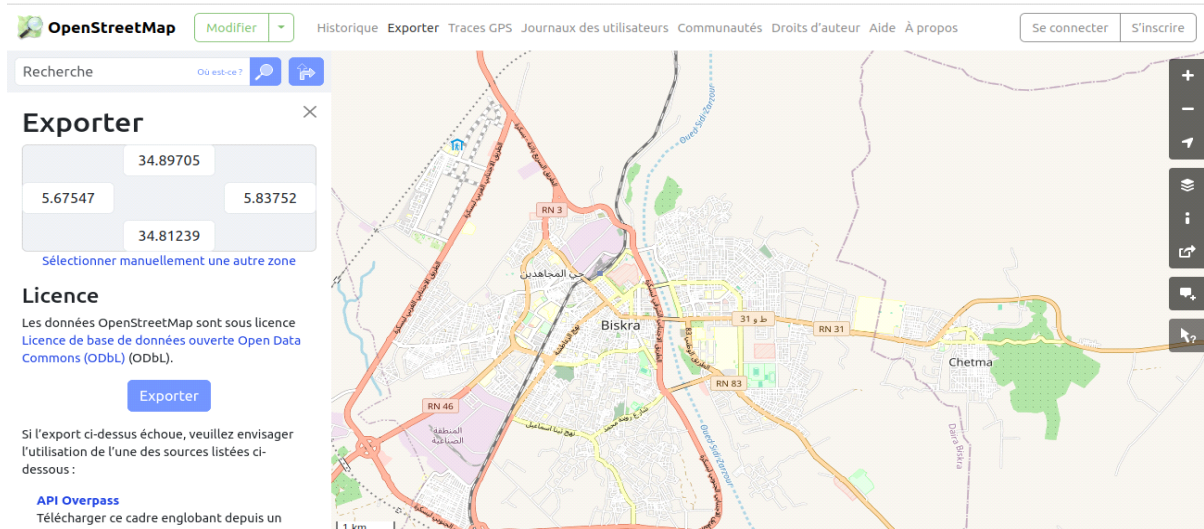 OpenStreetMap
Modifier
Historique Exporter Traces GPS Journaux des utilisateurs Communautés Droits d'auteur Aide À propos
Se connecter
S'inscrire
Recherche
Où est-ce ?
Exporter
34.89705
5.67547
5.83752
34.81239
Sélectionner manuellement une autre zone
Licence
Les données OpenStreetMap sont sous licence
Licence de base de données ouverte Open Data
Commons (ODbL) (ODbL).
Exporter
Si l'export ci-dessus échoue, veuillez envisager
l'utilisation de l'une des sources listées ci-
dessous :
API Overpass
Télécharger ce cadre englobant depuis un
Oued-Sidi-Zarzour
RN 3
حي المجاهدين
Biskra
ط و 31
RN 31
Chetma
RN 83
RN 46
المنطقة
الصناعية
Oued-Sidi-Zarzour
Daïra Biskra
1 km